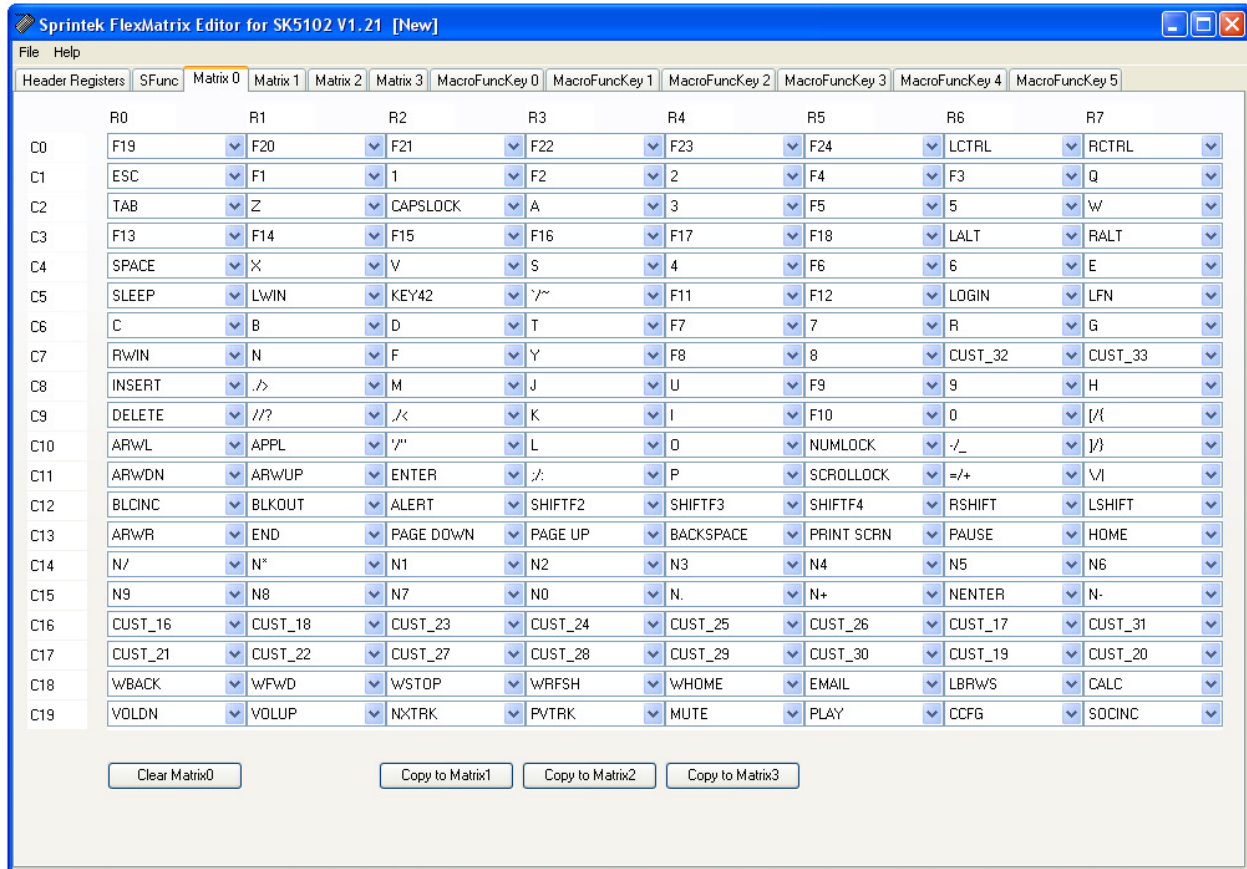 Sprintek FlexMatrix Editor for SK5102 V1.21 [New]
File Help
Header Registers SFunc Matrix 0 Matrix 1 Matrix 2 Matrix 3 MacroFuncKey 0 MacroFuncKey 1 MacroFuncKey 2 MacroFuncKey 3 MacroFuncKey 4 MacroFuncKey 5
R0 R1 R2 R3 R4 R5 R6 R7
C0 F19 F20 F21 F22 F23 F24 LCTRL RCTRL
C1 ESC F1 1 F2 2 F4 F3 Q
C2 TAB Z CAPSLOCK A 3 F5 5 W
C3 F13 F14 F15 F16 F17 F18 LALT RALT
C4 SPACE X V S 4 F6 6 E
C5 SLEEP LWIN KEY42 `/~ F11 F12 LOGIN LFN
C6 C B D T F7 7 R G
C7 RWIN N F Y F8 8 CUST_32 CUST_33
C8 INSERT ./> M J U F9 9 H
C9 DELETE //? ,/< K I F10 0 [/{
C10 ARWL APPL '/" L O NUMLOCK -/_ ]/}
C11 ARWDN ARWUP ENTER ;/: P SCROLLOCK =/+ \/|
C12 BLCINC BLKOUT ALERT SHIFTF2 SHIFTF3 SHIFTF4 RSHIFT LSHIFT
C13 ARWR END PAGE DOWN PAGE UP BACKSPACE PRINT SCRN PAUSE HOME
C14 N/ N* N1 N2 N3 N4 N5 N6
C15 N9 N8 N7 N0 N. N+ NENTER N-
C16 CUST_16 CUST_18 CUST_23 CUST_24 CUST_25 CUST_26 CUST_17 CUST_31
C17 CUST_21 CUST_22 CUST_27 CUST_28 CUST_29 CUST_30 CUST_19 CUST_20
C18 WBACK WFWD WSTOP WRFSH WHOME EMAIL LBRWS CALC
C19 VOLDN VOLUP NXTRK PVTRK MUTE PLAY CCFG SOCINC
Clear Matrix0 Copy to Matrix1 Copy to Matrix2 Copy to Matrix3